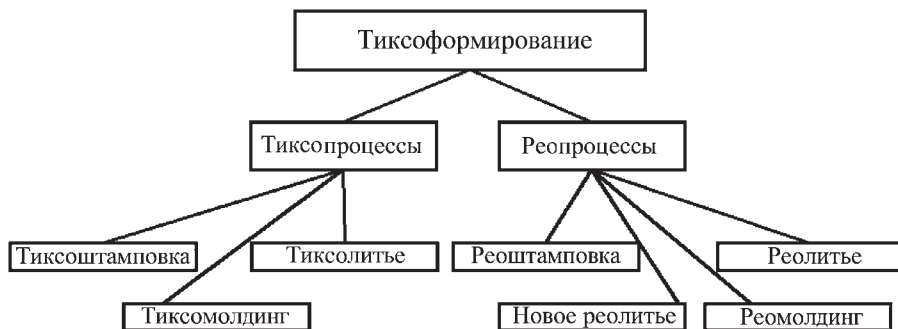 Тиксоформирование
Тиксопроцессы
Реопроцессы
Тиксоштамповка
Тиксолитье
Реоштамповка
Реолитье
Тиксомолдинг
Новое реолитье
Реомолдинг